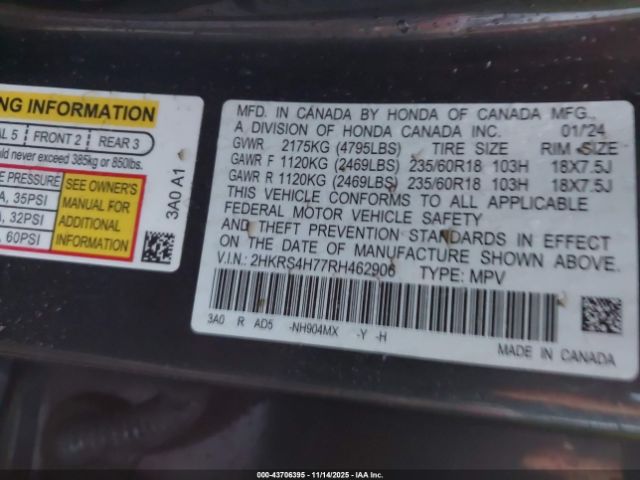 NG INFORMATION
AL 5 | FRONT 2 | REAR 3
uld never exceed 385kg or 850lbs.
E PRESSURE
A, 35PSI
A, 32PSI
, 60PSI
SEE OWNER'S
MANUAL FOR
ADDITIONAL
INFORMATION
3A0 A1
MFD. IN CANADA BY HONDA OF CANADA MFG.,
A DIVISION OF HONDA CANADA INC. 01/24
GVWR 2175KG (4795LBS) TIRE SIZE RIM SIZE
GAWR F 1120KG (2469LBS) 235/60R18 103H 18X7.5J
GAWR R 1120KG (2469LBS) 235/60R18 103H 18X7.5J
THIS VEHICLE CONFORMS TO ALL APPLICABLE
FEDERAL MOTOR VEHICLE SAFETY
AND THEFT PREVENTION STANDARDS IN EFFECT
ON THE DATE OF MANUFACTURE SHOWN ABOVE.
V.I.N.: 2HKRS4H77RH462906 TYPE: MPV
3A0 R AD5 -NH904MX -Y -H
MADE IN CANADA
000-43706395 - 11/14/2025 - IAA Inc.